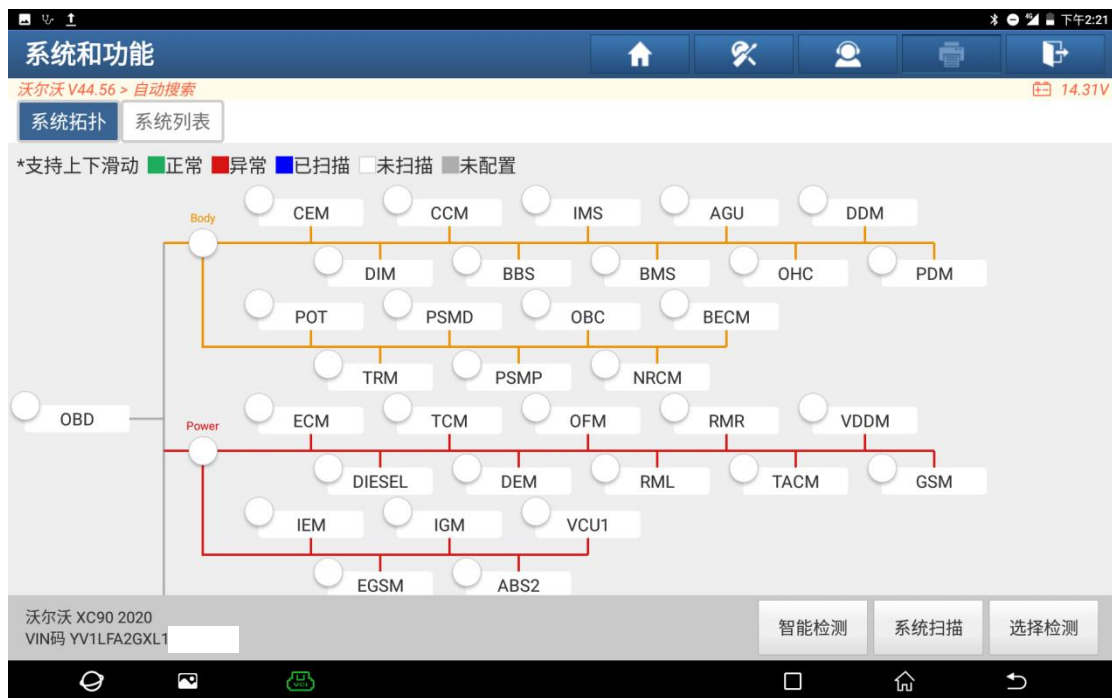 4G 下午2:21
系统和功能
沃尔沃 V44.56 > 自动搜索 14.31V
系统拓扑 系统列表
*支持上下滑动 正常 异常 已扫描 未扫描 未配置
Body CEM CCM IMS AGU DDM
DIM BBS BMS OHC PDM
POT PSMD OBC BECM
TRM PSMP NRCM
OBD Power ECM TCM OFM RMR VDDM
DIESEL DEM RML TACM GSM
IEM IGM VCU1
EGSM ABS2
沃尔沃 XC90 2020
VIN码 YV1LFA2GXL1
智能检测 系统扫描 选择检测
VCI